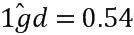 1ĝd = 0.54